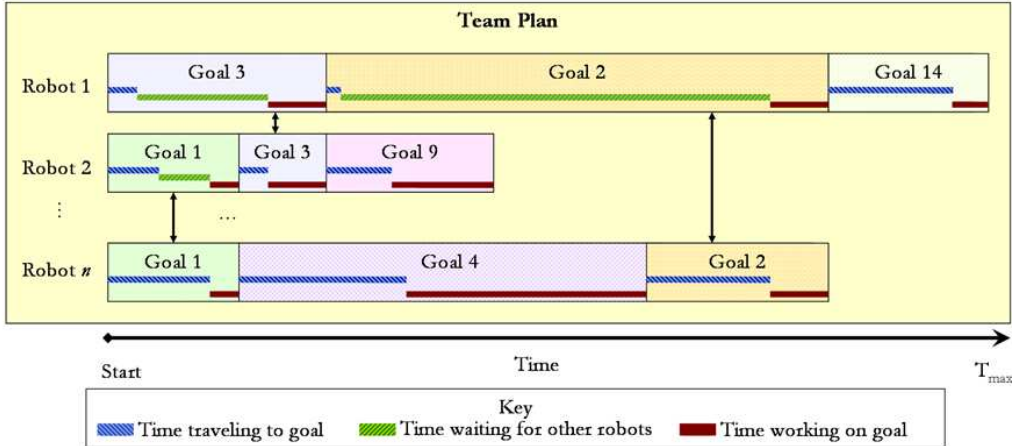 Team Plan
Robot 1
Goal 3
Goal 2
Goal 14
Robot 2
Goal 1
Goal 3
Goal 9
⋮
...
Robot n
Goal 1
Goal 4
Goal 2
Start
Time
Tmax
Key
Time traveling to goal
Time waiting for other robots
Time working on goal